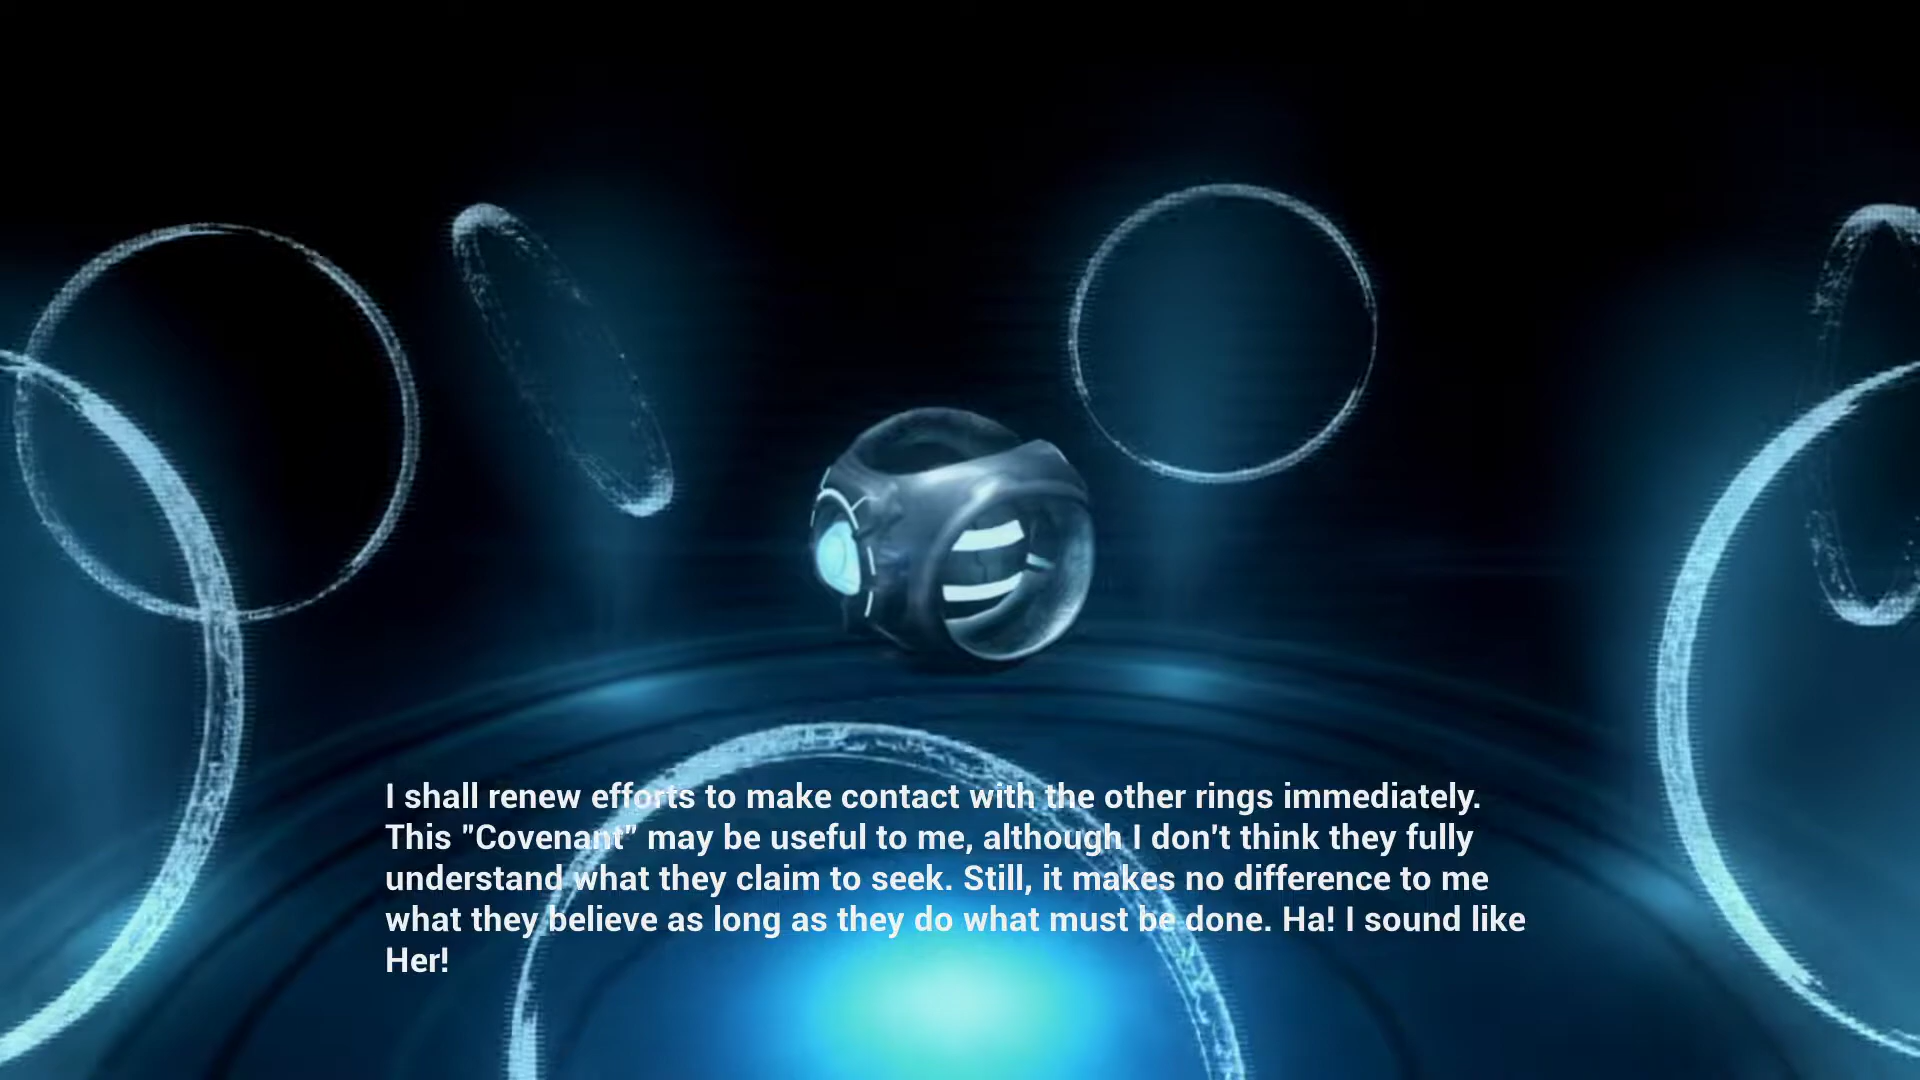 I shall renew efforts to make contact with the other rings immediately.
This "Covenant" may be useful to me, although I don't think they fully
understand what they claim to seek. Still, it makes no difference to me
what they believe as long as they do what must be done. Ha! I sound like
Her!